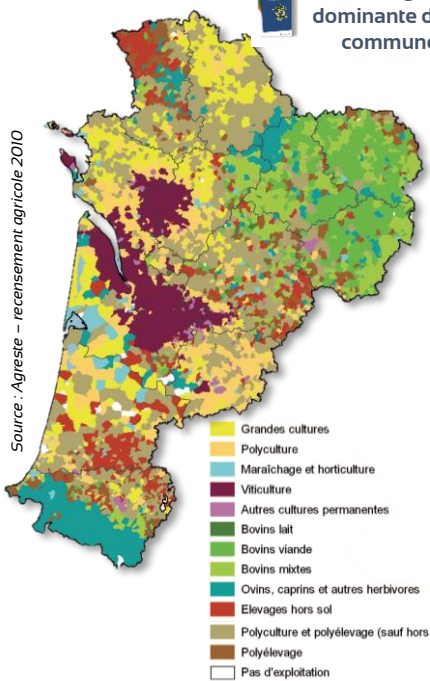 dominante d
commune
Source : Agreste – recensement agricole 2010
Grandes cultures
Polyculture
Maraîchage et horticulture
Viticulture
Autres cultures permanentes
Bovins lait
Bovins viande
Bovins mixtes
Ovins, caprins et autres herbivores
Elevages hors sol
Polyculture et polyélevage (sauf hors
Polyélevage
Pas d'exploitation